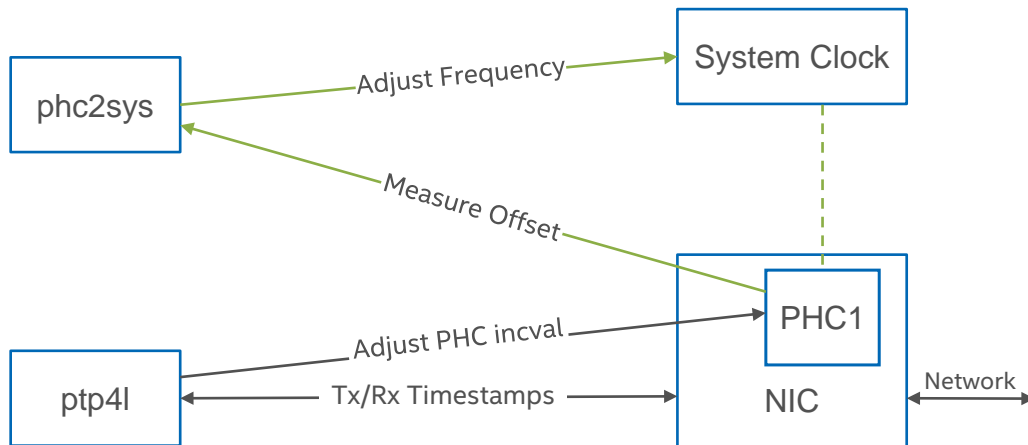 System Clock
phc2sys
Adjust Frequency
Measure Offset
PHC1
Adjust PHC incval
ptp4l
Tx/Rx Timestamps
NIC
Network